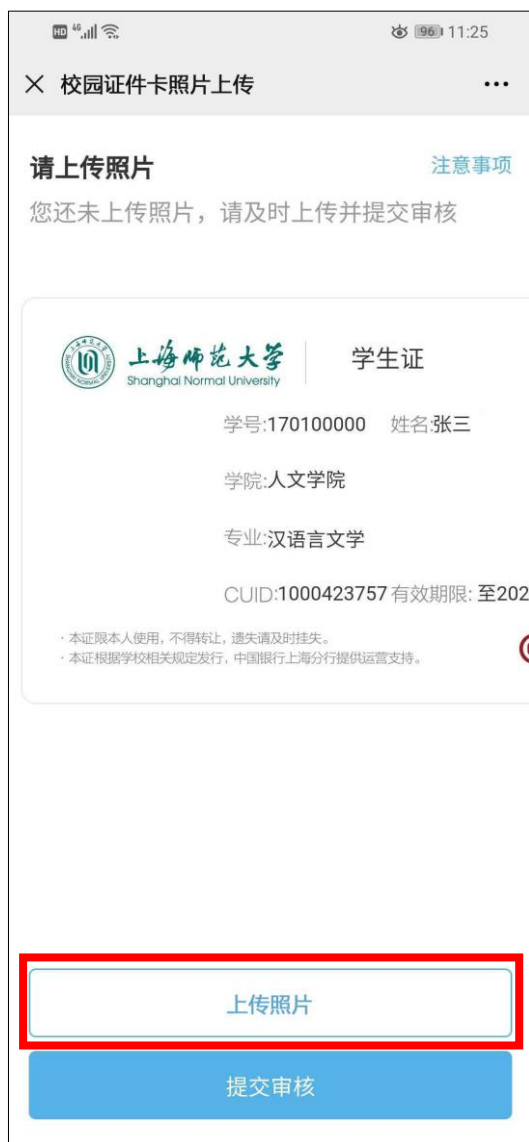 HD 46 96 11:25
× 校园证件卡照片上传 ...
请上传照片 注意事项
您还未上传照片，请及时上传并提交审核
上海师范大学 学生证
Shanghai Normal University
学号:170100000 姓名:张三
学院:人文学院
专业:汉语言文学
CUID:1000423757 有效期限: 至202
· 本证限本人使用，不得转让，遗失请及时挂失。
· 本证根据学校相关规定发行，中国银行上海分行提供运营支持。
上传照片
提交审核